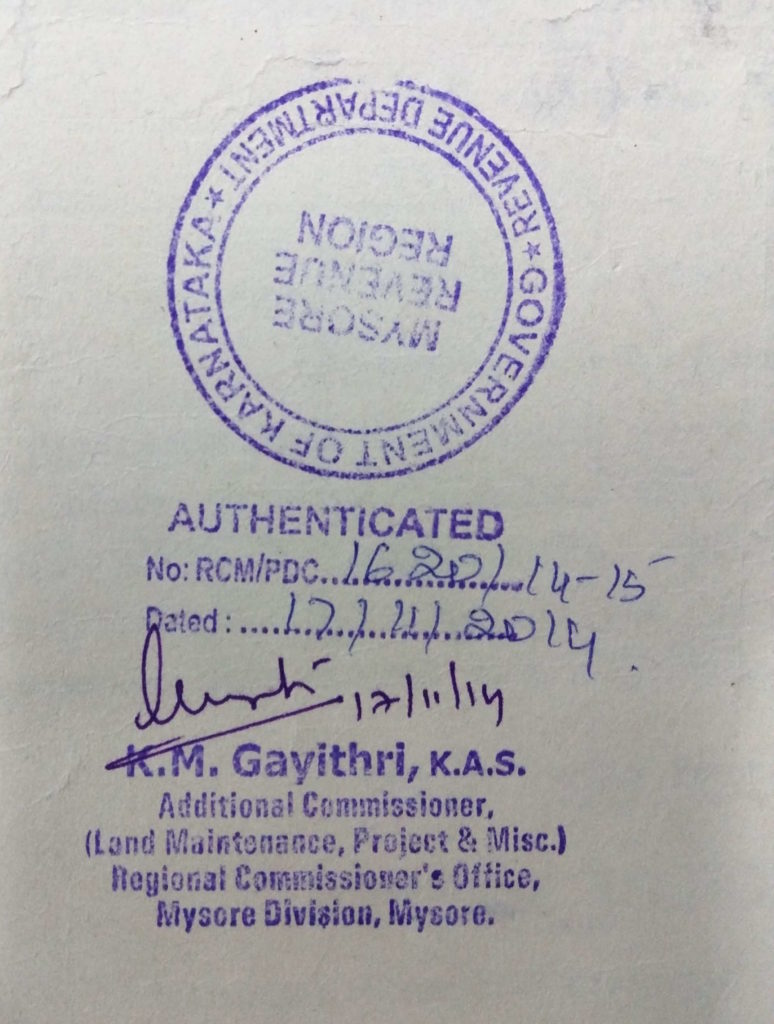 GOVERNMENT OF KARNATAKA
★ REVENUE DEPARTMENT ★
MYSORE
REVENUE
REGION
AUTHENTICATED
No: RCM/PDC...1620/14-15
Dated : ...17/11/2014.
17/11/14
K.M. Gayithri, K.A.S.
Additional Commissioner,
(Land Maintenance, Project & Misc.)
Regional Commissioner's Office,
Mysore Division, Mysore.